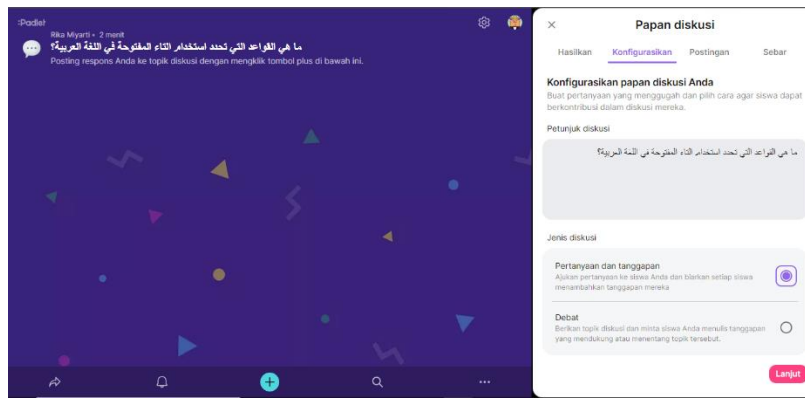 :Padlet
Rika Miyarti • 2 menit
ما هي القواعد التي تحدد استخدام التاء المفتوحة في اللغة العربية؟
Posting respons Anda ke topik diskusi dengan mengklik tombol plus di bawah ini.
Papan diskusi
Hasilkan Konfigurasikan Postingan Sebar
Konfigurasikan papan diskusi Anda
Buat pertanyaan yang menggugah dan pilih cara agar siswa dapat
berkontribusi dalam diskusi mereka.
Petunjuk diskusi
ما هي القواعد التي تحدد استخدام التاء المفتوحة في اللغة العربية؟
Jenis diskusi
Pertanyaan dan tanggapan
Ajukan pertanyaan ke siswa Anda dan biarkan setiap siswa
menambahkan tanggapan mereka
Debat
Berikan topik diskusi dan minta siswa Anda menulis tanggapan
yang mendukung atau menentang topik tersebut.
Lanjut